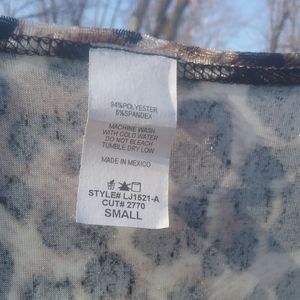 94%POLYESTER
6%SPANDEX
MACHINE WASH
WITH COLD WATER
DO NOT BLEACH
TUMBLE DRY LOW
MADE IN MEXICO
STYLE# LJ1521-A
CUT# 2770
SMALL